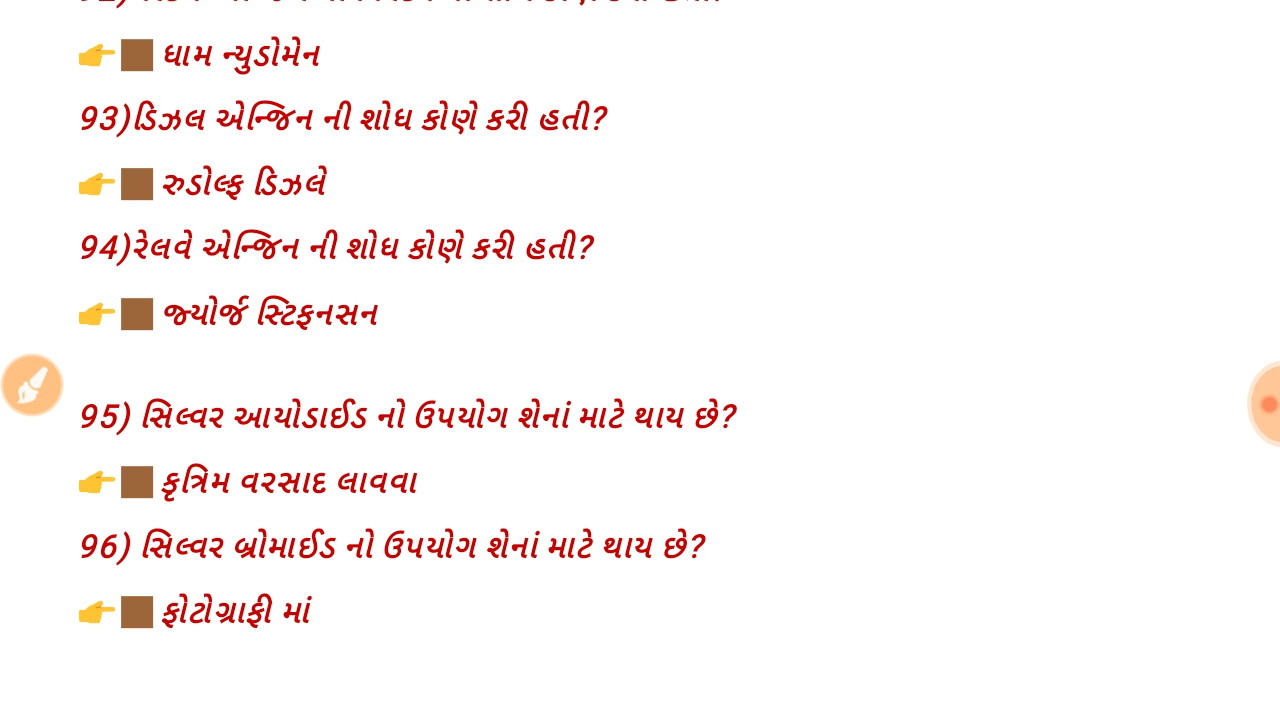 👉🏾 ધામ ન્યુડોમેન
93)ડિઝલ એન્જિન ની શોધ કોણે કરી હતી?
👉🏾 રુડોલ્ફ ડિઝલે
94)રેલવે એન્જિન ની શોધ કોણે કરી હતી?
👉🏾 જ્યોર્જ સ્ટિફનસન
95) સિલ્વર આયોડાઈડ નો ઉપયોગ શેનાં માટે થાય છે?
👉🏾 કૃત્રિમ વરસાદ લાવવા
96) સિલ્વર બ્રોમાઈડ નો ઉપયોગ શેનાં માટે થાય છે?
👉🏾 ફોટોગ્રાફી માં